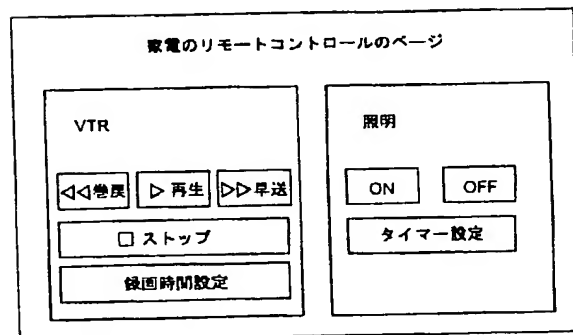 家電のリモートコントロールのページ
VTR
◁◁巻戻 ▷再生 ▷▷早送
□ ストップ
録画時間設定
照明
ON OFF
タイマー設定